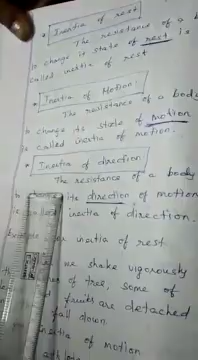 * Inertia of rest
The resistance of a b
to change its state of rest is
called inertia of rest
* Inertia of Motion:
The resistance of a body
to change its state of motion
is called inertia of motion.
* Inertia of direction
The resistance of a body
to change its direction of motion
is called inertia of direction.
inertia of rest
we shake vigorously
of tree, some of
fruits are detached
fall down.
inertia of motion